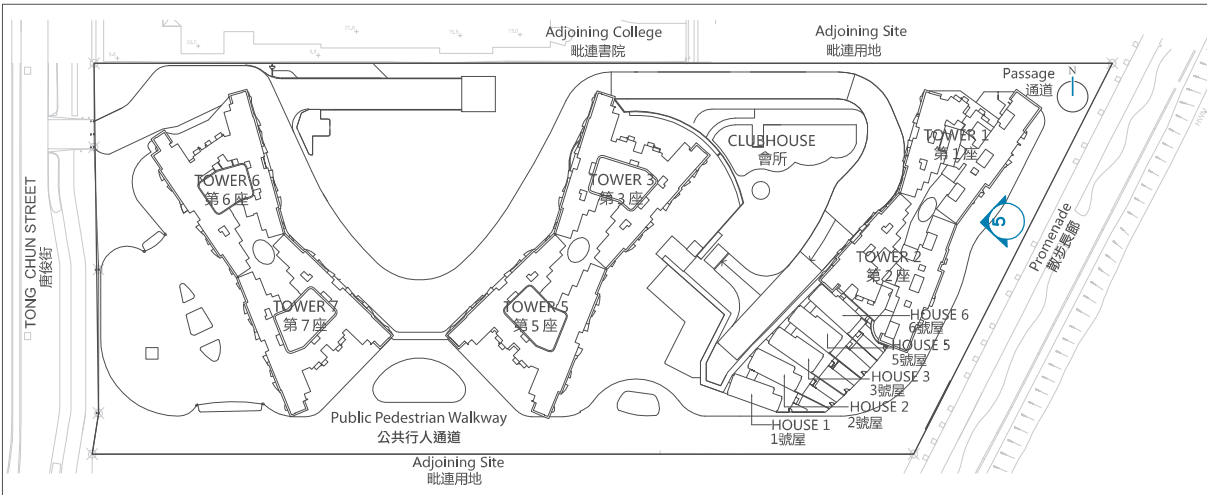 Adjoining College
毗連書院
Adjoining Site
毗連用地
Passage
通道
N
TONG CHUN STREET
唐俊街
TOWER 6
第6座
TOWER 3
第3座
CLUBHOUSE
會所
TOWER 1
第1座
5
Promenade
散步長廊
TOWER 2
第2座
TOWER 7
第7座
TOWER 5
第5座
HOUSE 6
6號屋
HOUSE 5
5號屋
HOUSE 3
3號屋
HOUSE 2
2號屋
HOUSE 1
1號屋
Public Pedestrian Walkway
公共行人通道
Adjoining Site
毗連用地
HWM